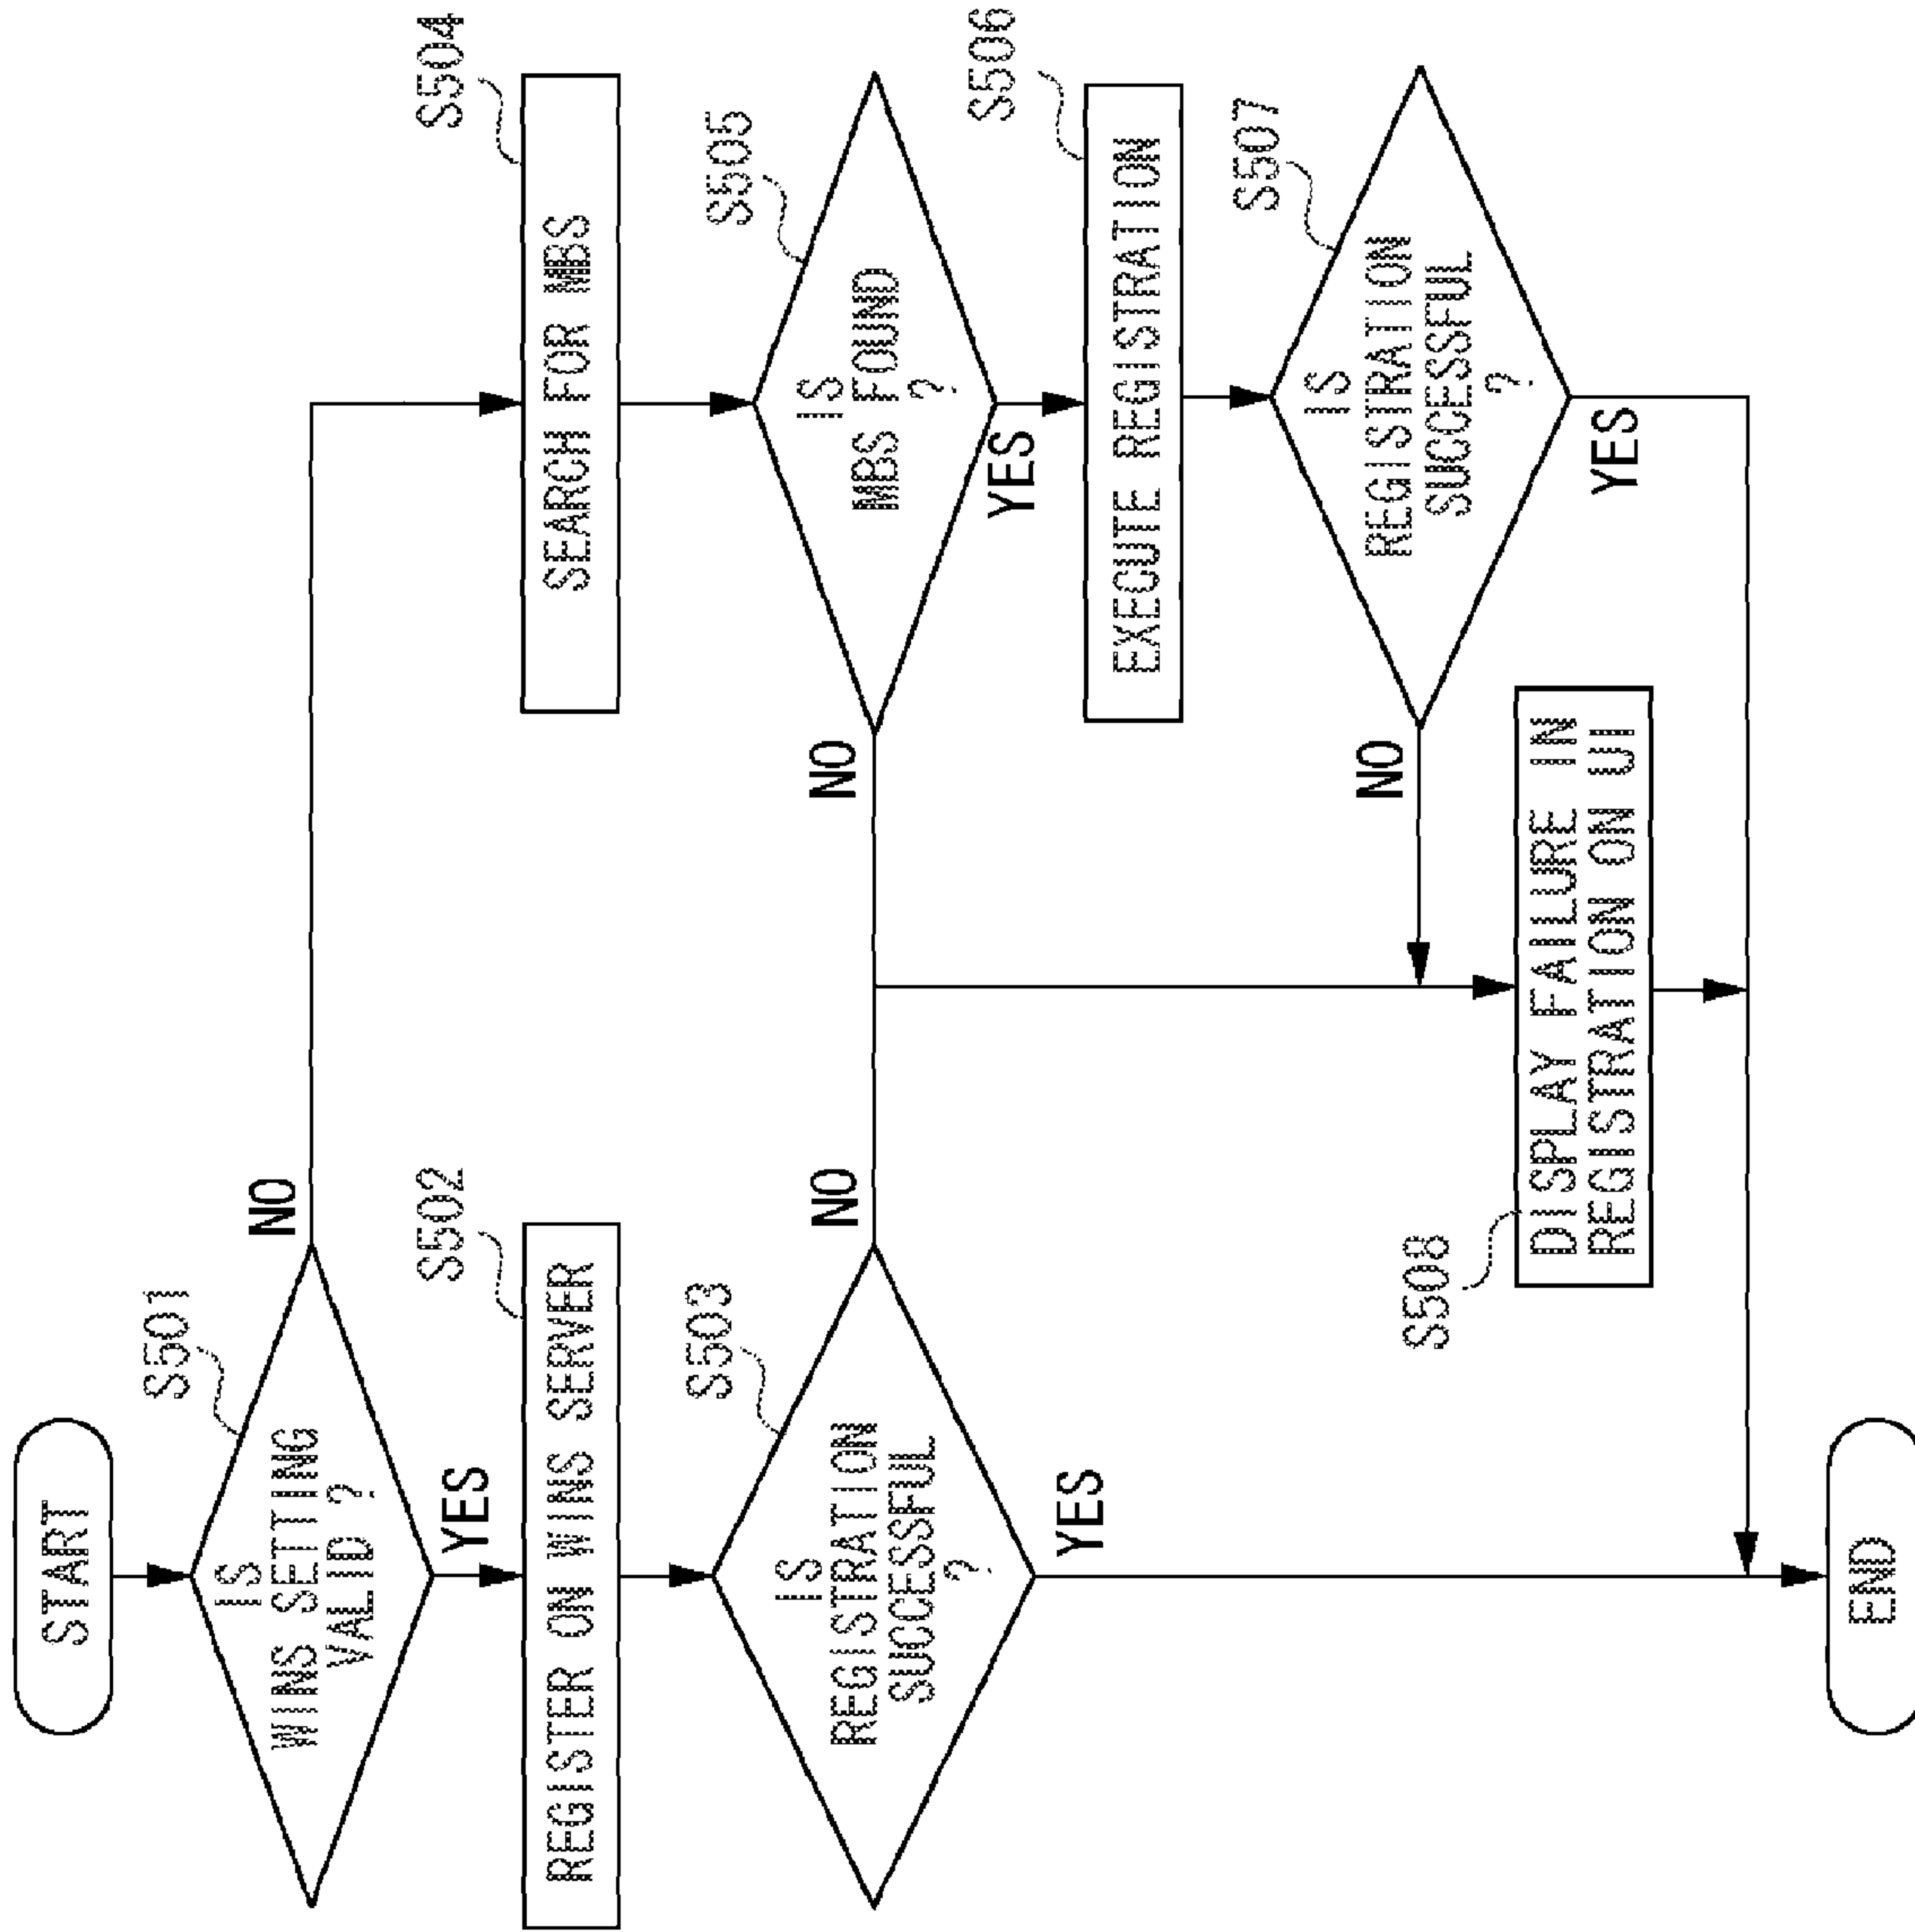 START
S501
IS
WINS SETTING
VALID ?
NO
YES
S502
REGISTER ON WINS SERVER
S503
IS
REGISTRATION
SUCCESSFUL
?
NO
YES
S504
SEARCH FOR MBS
S505
IS
MBS FOUND
?
NO
YES
S506
EXECUTE REGISTRATION
S507
IS
REGISTRATION
SUCCESSFUL
?
NO
YES
S508
DISPLAY FAILURE IN
REGISTRATION ON UI
END